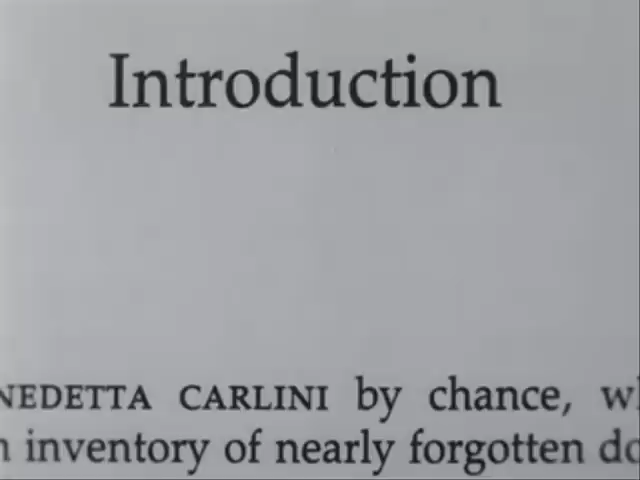 Introduction
NEDETTA CARLINI by chance,
inventory of nearly forgotten